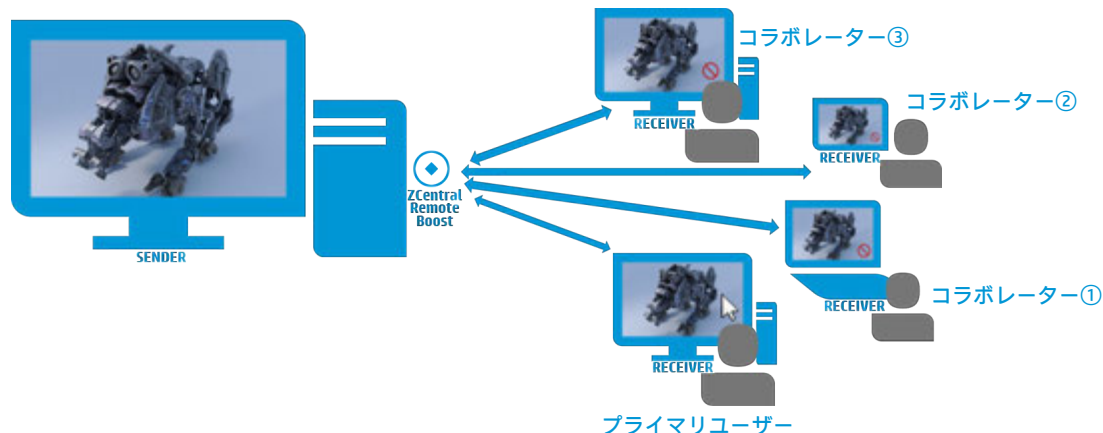 コラボレーター③
RECEIVER
コラボレーター②
RECEIVER
ZCentral
Remote
Boost
SENDER
コラボレーター①
RECEIVER
RECEIVER
プライマリユーザー